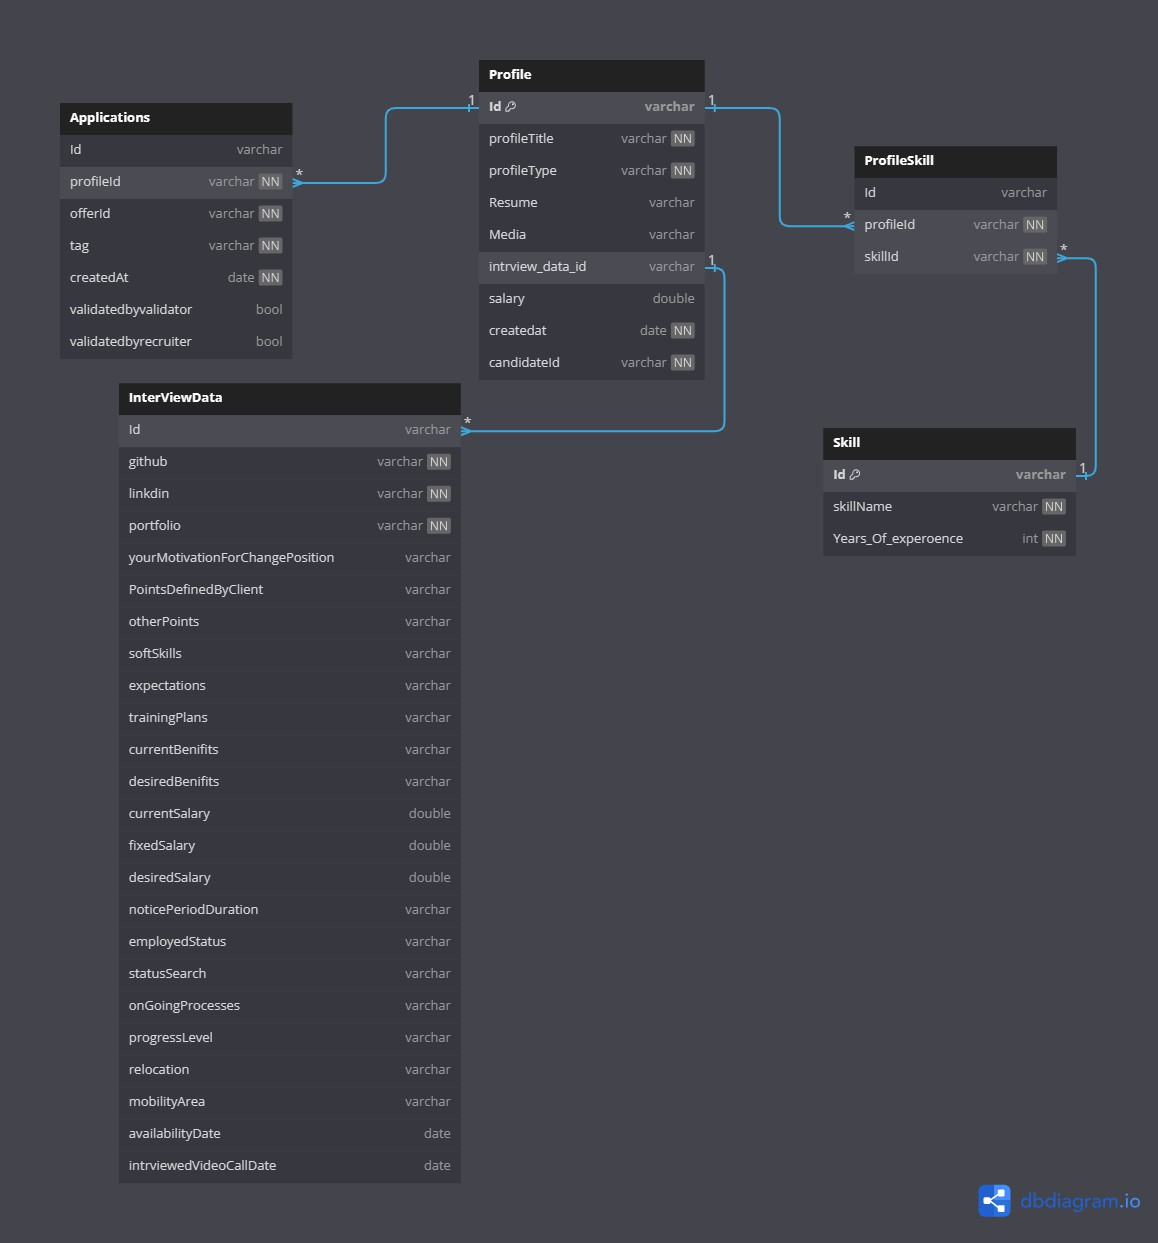 Applications
Id varchar
profileId varchar NN
offerId varchar NN
tag varchar NN
createdAt date NN
validatedbyvalidator bool
validatedbyrecruiter bool
1
*
Profile
Id varchar
profileTitle varchar NN
profileType varchar NN
Resume varchar
Media varchar
intrview_data_id varchar
salary double
createdat date NN
candidateId varchar NN
1
*
ProfileSkill
Id varchar
profileId varchar NN
skillId varchar NN
*
1
Skill
Id varchar
skillName varchar NN
Years_Of_experoence int NN
1
*
InterViewData
Id varchar
github varchar NN
linkdin varchar NN
portfolio varchar NN
yourMotivationForChangePosition varchar
PointsDefinedByClient varchar
otherPoints varchar
softSkills varchar
expectations varchar
trainingPlans varchar
currentBenifits varchar
desiredBenifits varchar
currentSalary double
fixedSalary double
desiredSalary double
noticePeriodDuration varchar
employedStatus varchar
statusSearch varchar
onGoingProcesses varchar
progressLevel varchar
relocation varchar
mobilityArea varchar
availabilityDate date
intrviewedVideoCallDate date
dbdiagram.io